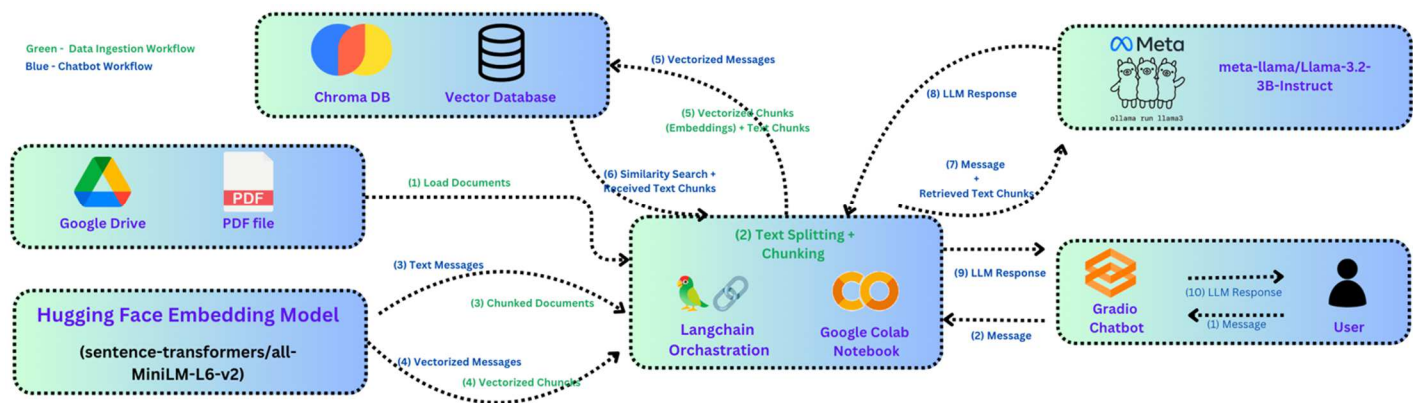 Green - Data Ingestion Workflow
Blue - Chatbot Workflow
Chroma DB
Vector Database
(5) Vectorized Messages
(5) Vectorized Chunks
(Embeddings) + Text Chunks
(6) Similarity Search +
Received Text Chunks
(8) LLM Response
(7) Message
+
Retrieved Text Chunks
Meta
ollama run llama3
meta-llama/Llama-3.2-
3B-Instruct
Google Drive
PDF
PDF file
(1) Load Documents
(2) Text Splitting +
Chunking
Langchain
Orchastration
Google Colab
Notebook
Hugging Face Embedding Model
(sentence-transformers/all-
MiniLM-L6-v2)
(3) Text Messages
(3) Chunked Documents
(4) Vectorized Messages
(4) Vectorized Chuncks
(9) LLM Response
(2) Message
Gradio
Chatbot
(10) LLM Response
(1) Message
User